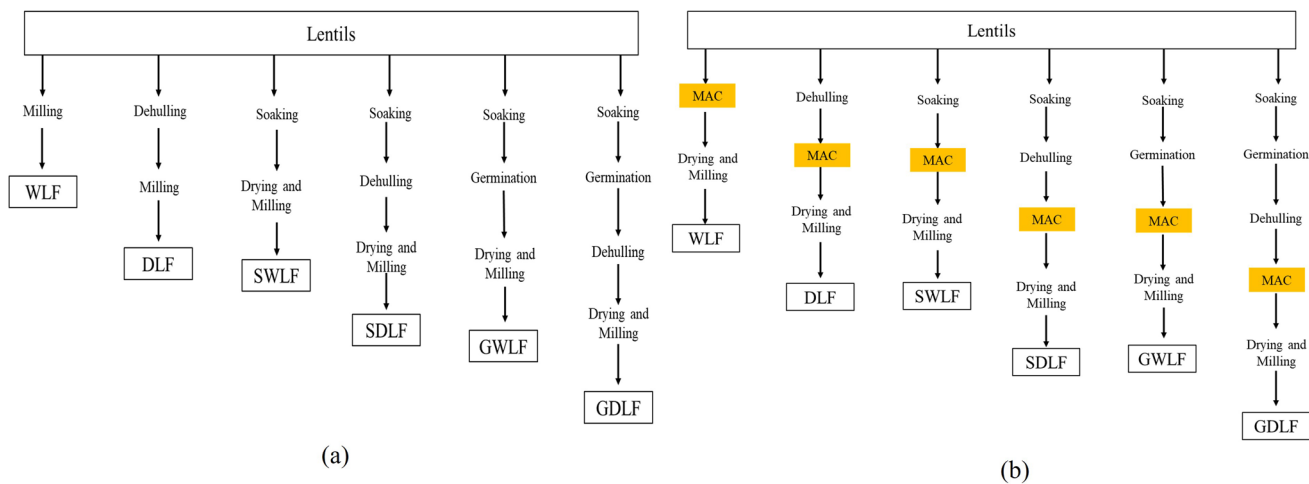 Lentils
Milling
WLF
Dehulling
Milling
DLF
Soaking
Drying and
Milling
SWLF
Soaking
Dehulling
Drying and
Milling
SDLF
Soaking
Germination
Drying and
Milling
GWLF
Soaking
Germination
Dehulling
Drying and
Milling
GDLF
(a)
Lentils
MAC
Drying and
Milling
WLF
Dehulling
MAC
Drying and
Milling
DLF
Soaking
MAC
Drying and
Milling
SWLF
Soaking
Dehulling
MAC
Drying and
Milling
SDLF
Soaking
Germination
MAC
Drying and
Milling
GWLF
Soaking
Germination
Dehulling
MAC
Drying and
Milling
GDLF
(b)